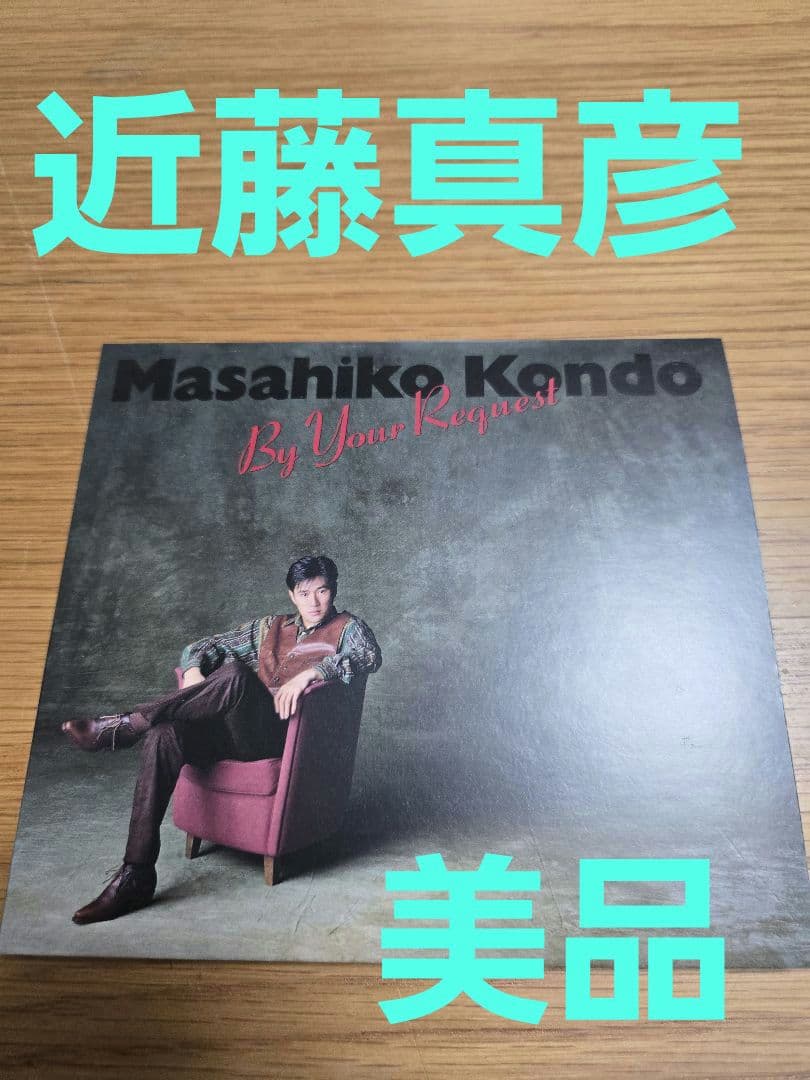 近藤真彦
Masahiko Kondo
By Your Request
美品